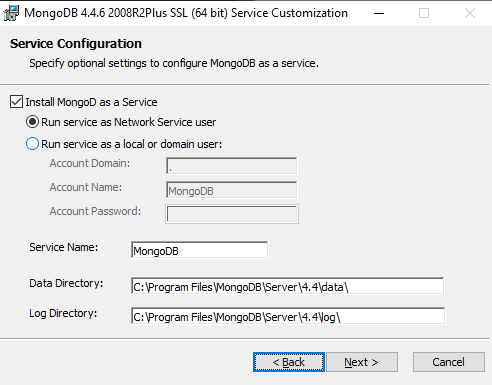 MongoDB 4.4.6 2008R2Plus SSL (64 bit) Service Customization
Service Configuration
Specify optional settings to configure MongoDB as a service.
Install MongoD as a Service
Run service as Network Service user
Run service as a local or domain user:
Account Domain: .
Account Name: MongoDB
Account Password:
Service Name: MongoDB
Data Directory: C:\Program Files\MongoDB\Server\4.4\data\
Log Directory: C:\Program Files\MongoDB\Server\4.4\log\
< Back Next > Cancel